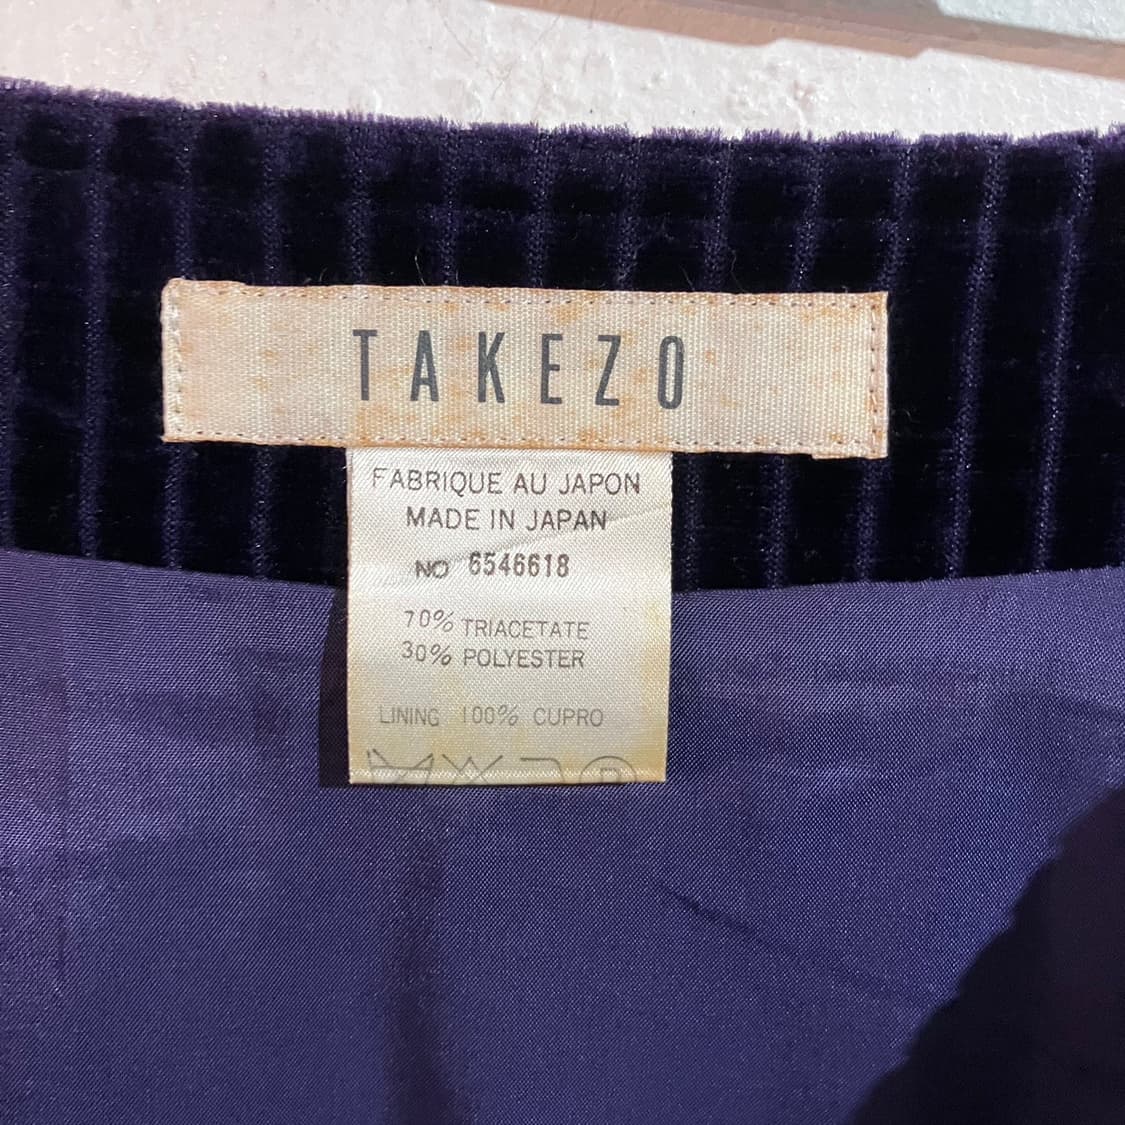 TAKEZO
FABRIQUE AU JAPON
MADE IN JAPAN
NO 6546618
70% TRIACETATE
30% POLYESTER
LINING 100% CUPRO